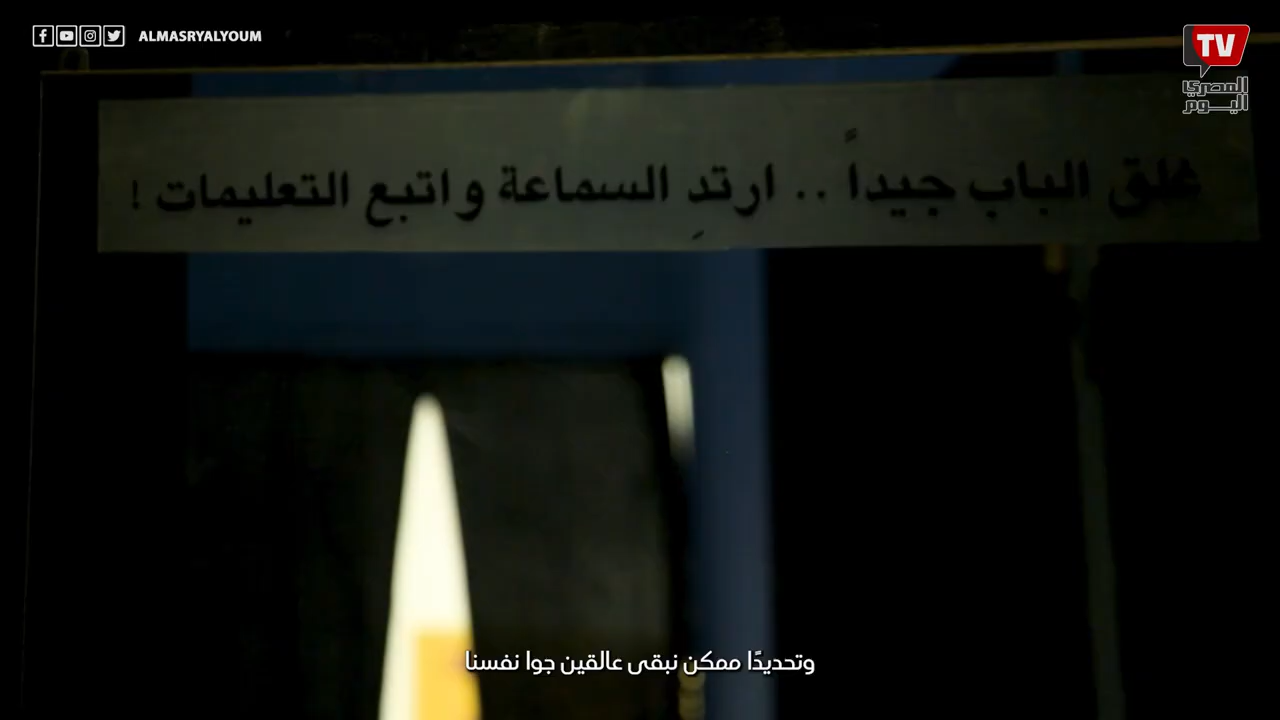 ALMASRYALYOUM
TV
المصري
اليوم
غلق الباب جيداً .. ارتدِ السماعة واتبع التعليمات !
وتحديدًا ممكن نبقى عالقين جوا نفسنا